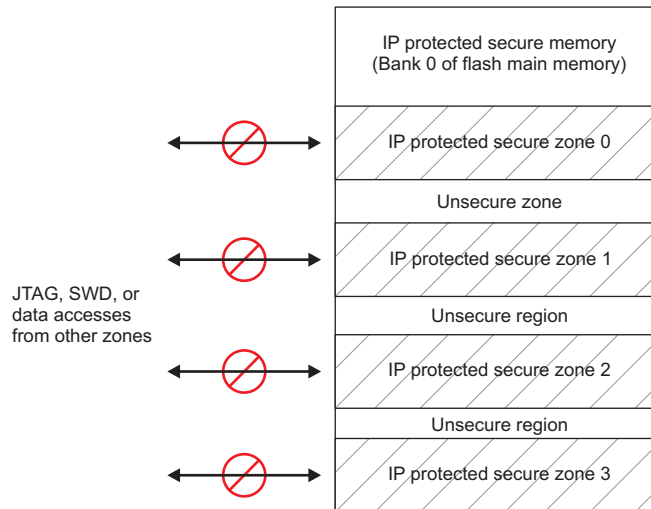 IP protected secure memory
(Bank 0 of flash main memory)
IP protected secure zone 0
Unsecure zone
IP protected secure zone 1
JTAG, SWD, or
data accesses
from other zones
Unsecure region
IP protected secure zone 2
Unsecure region
IP protected secure zone 3